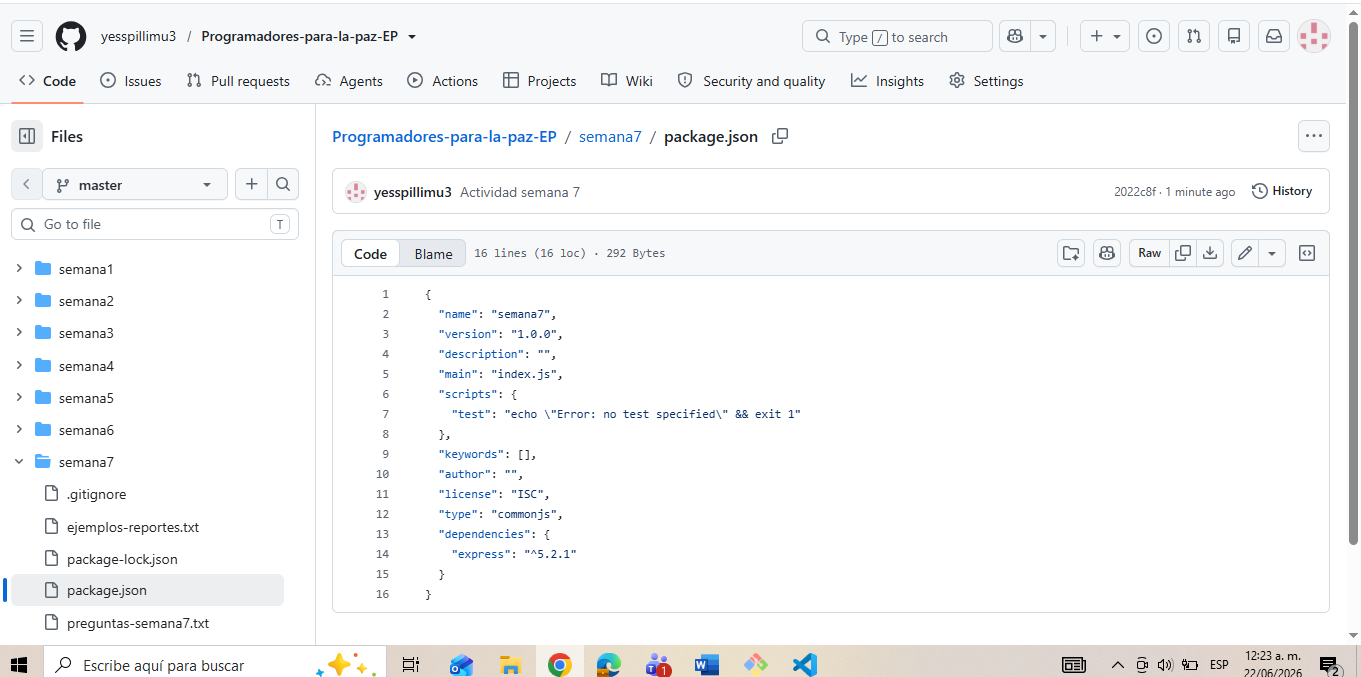 yesspillimu3 / Programadores-para-la-paz-EP
Type / to search
Code Issues Pull requests Agents Actions Projects Wiki Security and quality Insights Settings
Files
master
Go to file T
semana1
semana2
semana3
semana4
semana5
semana6
semana7
.gitignore
ejemplos-reportes.txt
package-lock.json
package.json
preguntas-semana7.txt
Programadores-para-la-paz-EP / semana7 / package.json
yesspillimu3 Actividad semana 7
2022c8f · 1 minute ago History
Code Blame 16 lines (16 loc) · 292 Bytes
Raw
1 {
2 "name": "semana7",
3 "version": "1.0.0",
4 "description": "",
5 "main": "index.js",
6 "scripts": {
7 "test": "echo \"Error: no test specified\" && exit 1"
8 },
9 "keywords": [],
10 "author": "",
11 "license": "ISC",
12 "type": "commonjs",
13 "dependencies": {
14 "express": "^5.2.1"
15 }
16 }
Escribe aquí para buscar
1
ESP
12:23 a. m.
22/06/2026
2